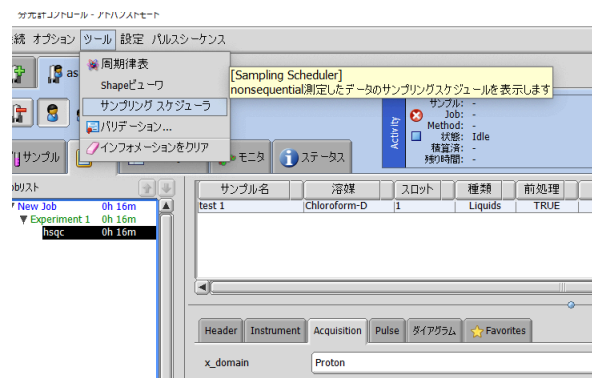 分光計コントロール - アドバンストモード
続 オプション ツール 設定 パルスシーケンス
周期律表
Shapeビューワ
サンプリング スケジューラ
バリデーション...
インフォメーションをクリア
[Sampling Scheduler]
nonsequential測定したデータのサンプリングスケジュールを表示します
as
サンプル
モニタ
ステータス
Activity
サンプル: -
Job: -
Method: -
状態: Idle
積算済: -
残り時間: -
Jobリスト
New Job 0h 16m
Experiment 1 0h 16m
hsqc 0h 16m
サンプル名 溶媒 スロット 種類 前処理
test 1 Chloroform-D 1 Liquids TRUE
Header Instrument Acquisition Pulse ダイアグラム Favorites
x_domain Proton